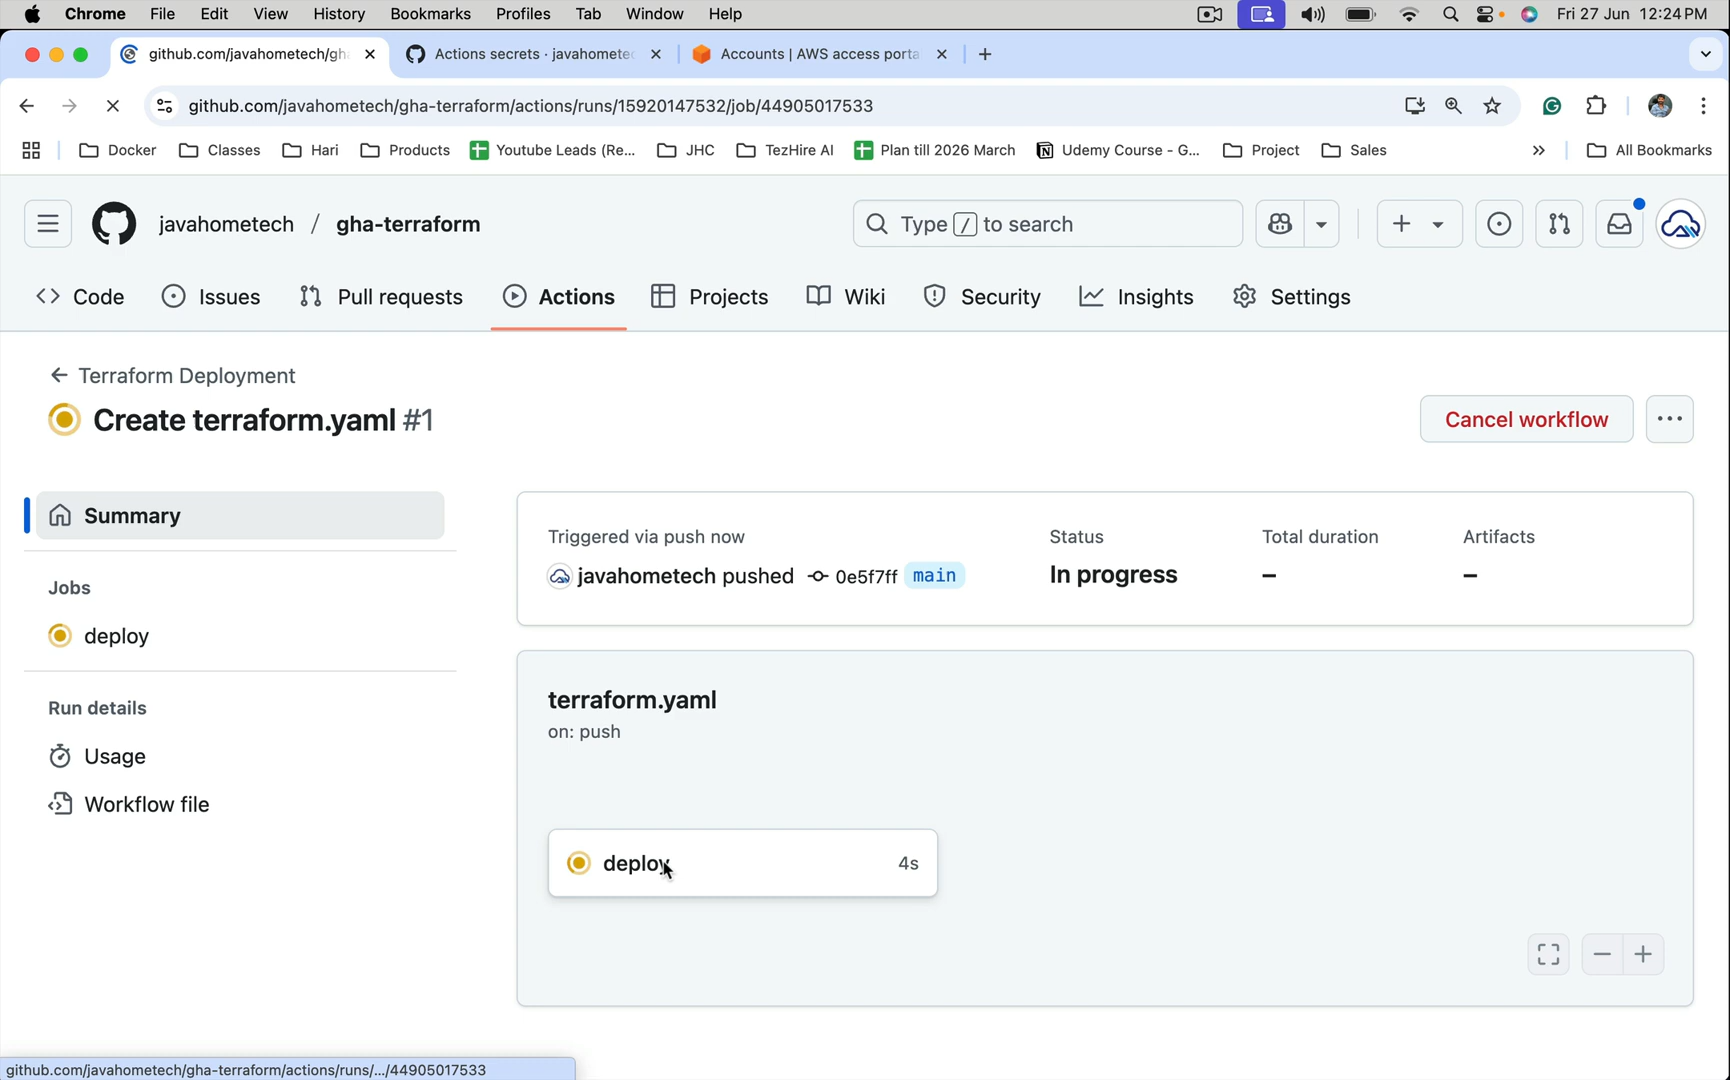 Chrome File Edit View History Bookmarks Profiles Tab Window Help Fri 27 Jun 12:24 PM
github.com/javahometech/gh Actions secrets · javahometec Accounts | AWS access porta
github.com/javahometech/gha-terraform/actions/runs/15920147532/job/44905017533
Docker Classes Hari Products Youtube Leads (Re... JHC TezHire AI Plan till 2026 March Udemy Course - G... Project Sales » All Bookmarks
javahometech / gha-terraform Type / to search
Code Issues Pull requests Actions Projects Wiki Security Insights Settings
Terraform Deployment
Create terraform.yaml #1
Cancel workflow
Summary
Jobs
deploy
Run details
Usage
Workflow file
Triggered via push now Status Total duration Artifacts
javahometech pushed 0e5f7ff main In progress – –
terraform.yaml
on: push
deploy 4s
github.com/javahometech/gha-terraform/actions/runs/.../44905017533